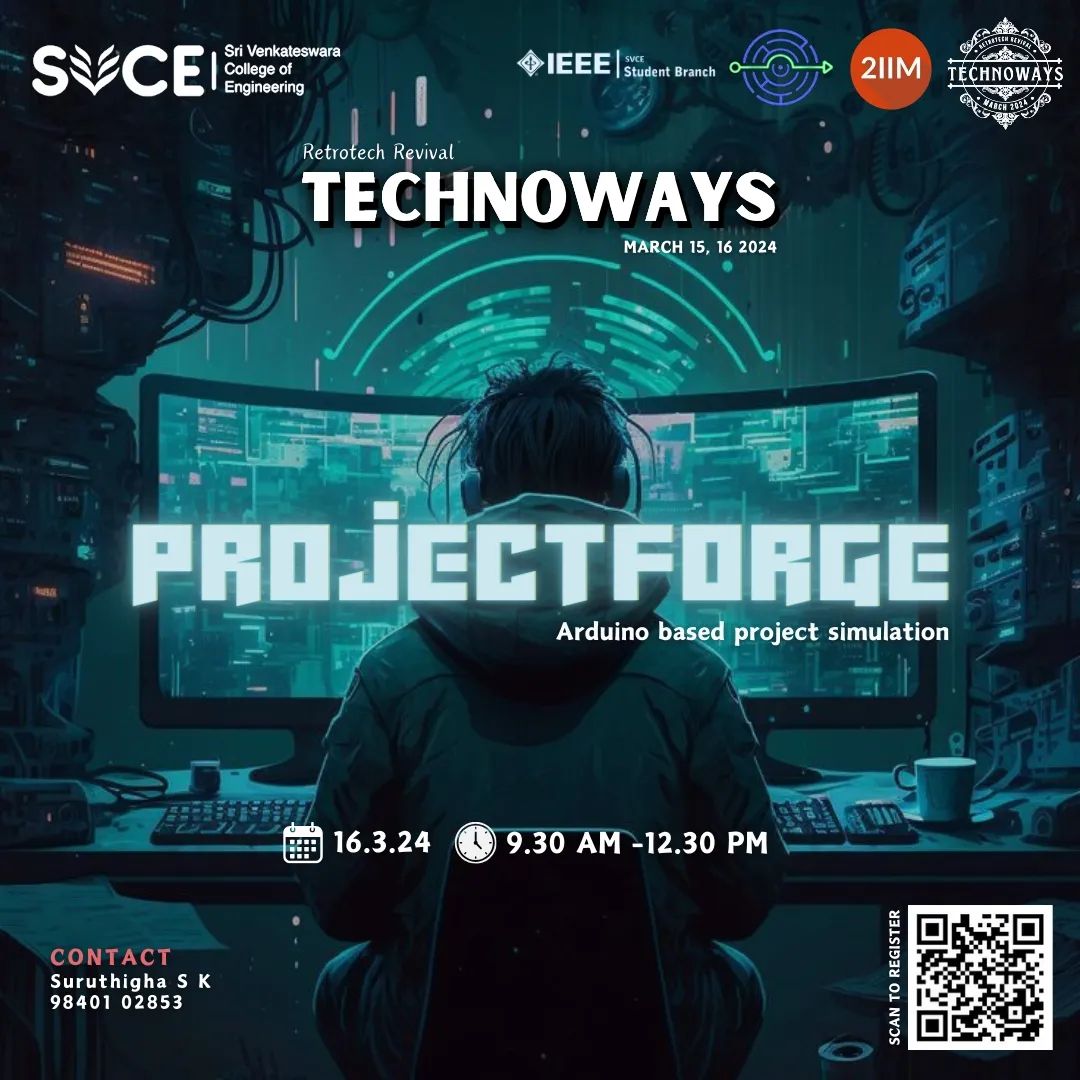 SVCE
Sri Venkateswara
College of
Engineering
IEEE
SVCE
Student Branch
2IIM
RETROTECH REVIVAL
TECHNOWAYS
MARCH 2024
Retrotech Revival
TECHNOWAYS
MARCH 15, 16 2024
PROjECTFORGE
Arduino based project simulation
16.3.24
9.30 AM -12.30 PM
CONTACT
Suruthigha S K
98401 02853
SCAN TO REGISTER